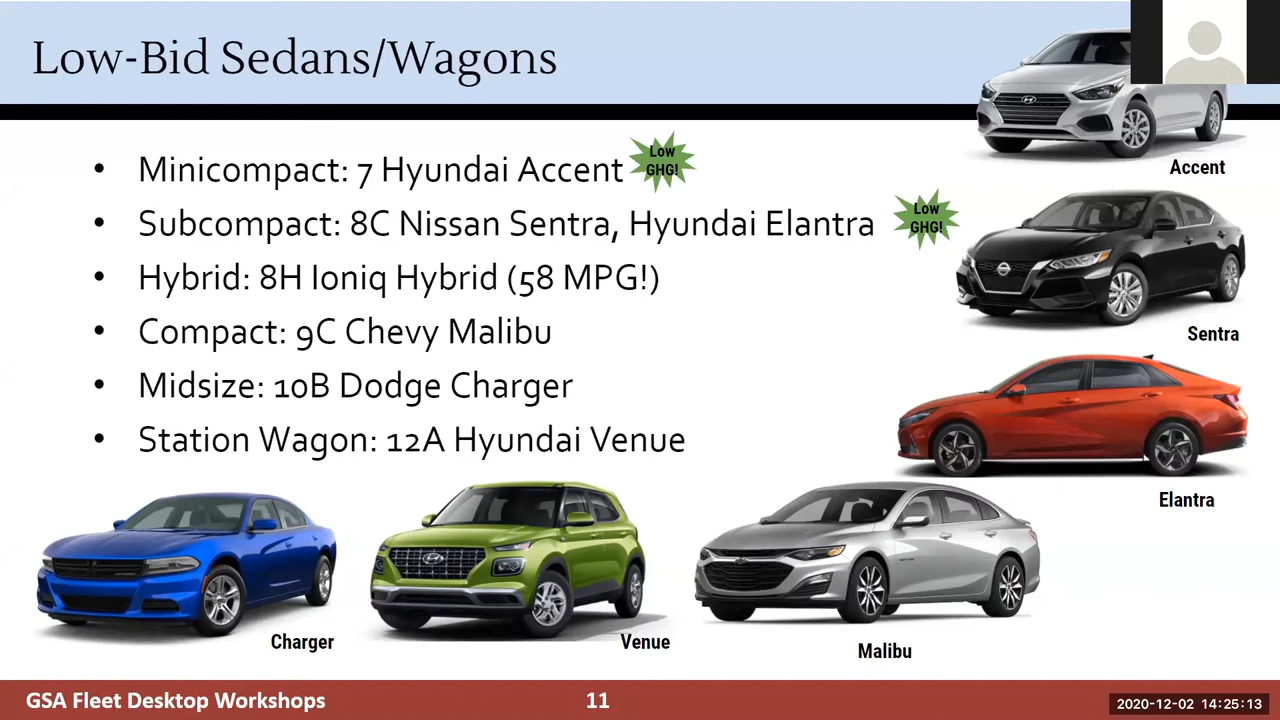 Low-Bid Sedans/Wagons
• Minicompact: 7 Hyundai Accent
Low
GHG!
• Subcompact: 8C Nissan Sentra, Hyundai Elantra
Low
GHG!
• Hybrid: 8H Ioniq Hybrid (58 MPG!)
• Compact: 9C Chevy Malibu
• Midsize: 10B Dodge Charger
• Station Wagon: 12A Hyundai Venue
Accent
Sentra
Elantra
Charger
Venue
Malibu
GSA Fleet Desktop Workshops
11
2020-12-02 14:25:13